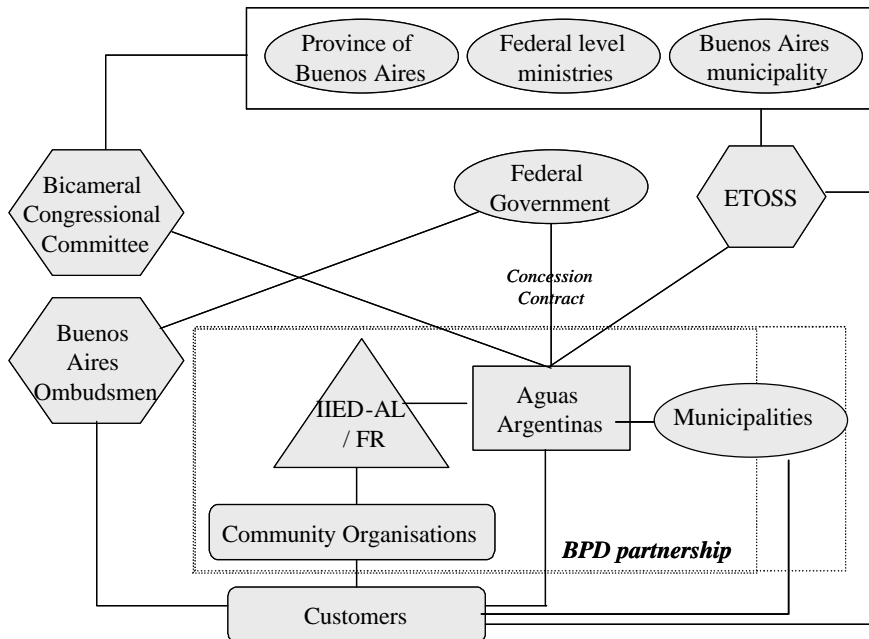 Province of
Buenos Aires
Federal level
ministries
Buenos Aires
municipality
Bicameral
Congressional
Committee
Federal
Government
ETOSS
Concession
Contract
Buenos
Aires
Ombudsmen
IIED-AL
/ FR
Aguas
Argentinas
Municipalities
Community Organisations
BPD partnership
Customers